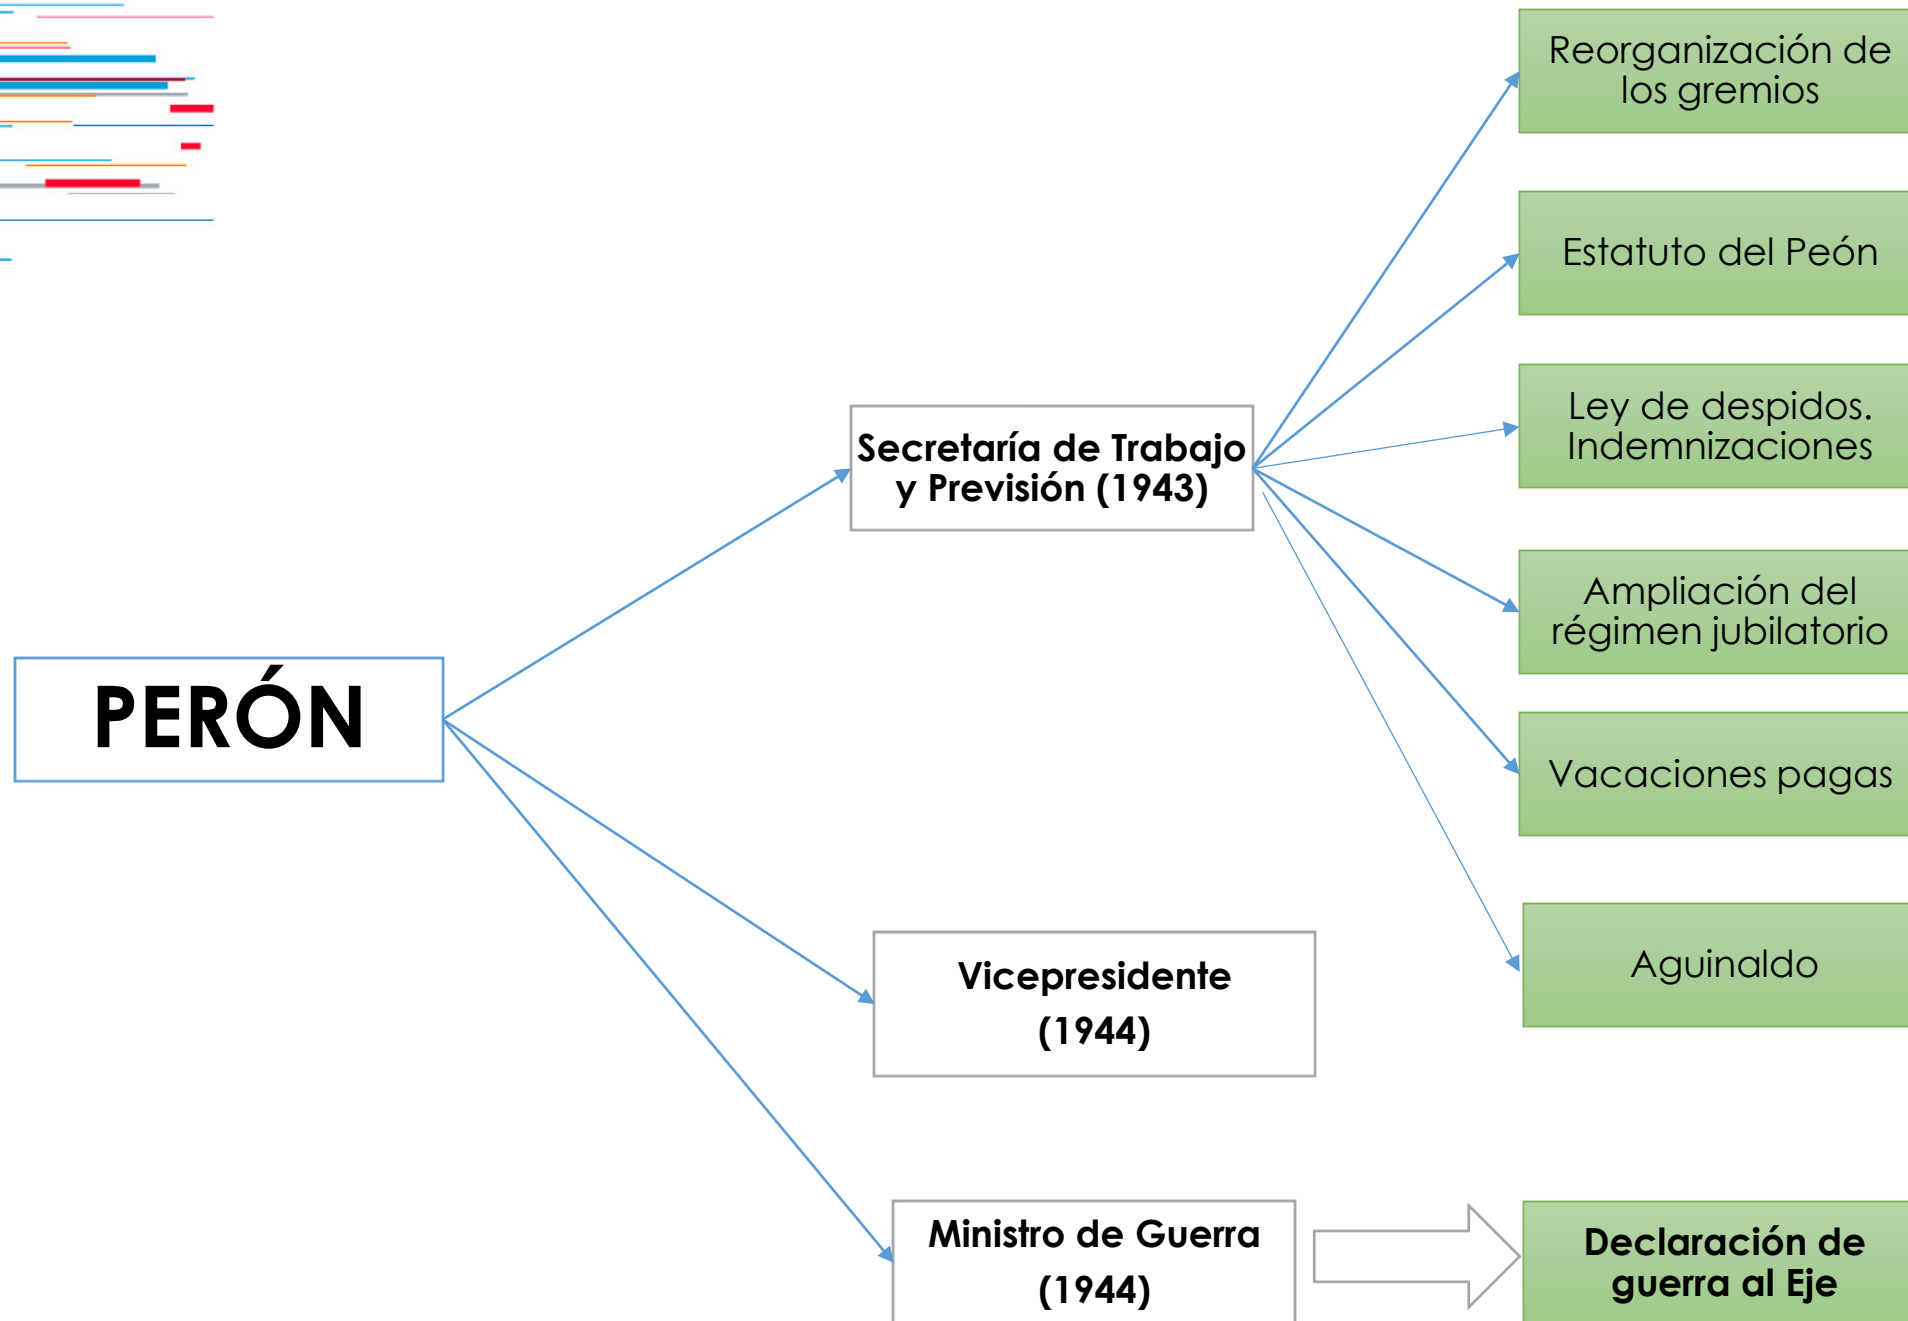 PERÓN
Secretaría de Trabajo
y Previsión (1943)
Reorganización de
los gremios
Estatuto del Peón
Ley de despidos.
Indemnizaciones
Ampliación del
régimen jubilatorio
Vacaciones pagas
Aguinaldo
Vicepresidente
(1944)
Ministro de Guerra
(1944)
Declaración de
guerra al Eje